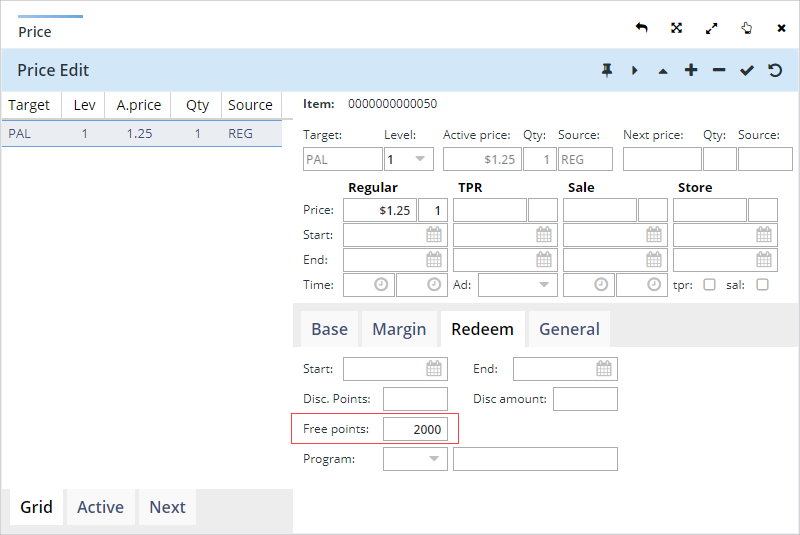 Price
Price Edit
Target Lev A.price Qty Source
PAL 1 1.25 1 REG
Item: 0000000000050
Target: Level: Active price: Qty: Source: Next price: Qty: Source:
PAL 1 $1.25 1 REG
Regular TPR Sale Store
Price: $1.25 1
Start:
End:
Time: Ad: tpr: sal:
Base Margin Redeem General
Start: End:
Disc. Points: Disc amount:
Free points: 2000
Program:
Grid Active Next